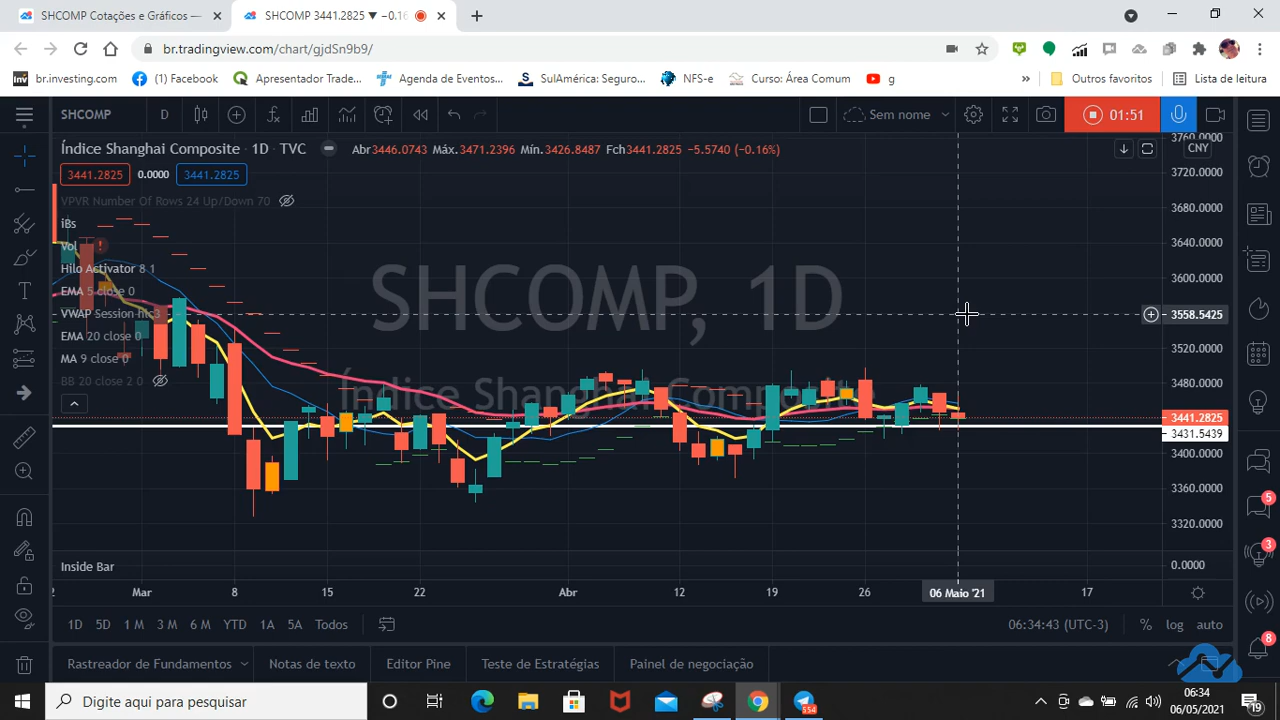 SHCOMP Cotações e Gráficos —
SHCOMP 3441.2825 ▼ −0.16
br.tradingview.com/chart/gjdSn9b9/
br.investing.com
(1) Facebook
Apresentador Trade...
Agenda de Eventos...
SulAmérica: Seguro...
NFS-e
Curso: Área Comum
g
»
Outros favoritos
Lista de leitura
SHCOMP
D
Sem nome
01:51
Índice Shanghai Composite · 1D · TVC
Abr3446.0743 Máx.3471.2396 Mín.3426.8487 Fch3441.2825 −5.5740 (−0.16%)
CNY
3441.2825 0.0000 3441.2825
VPVR Number Of Rows 24 Up/Down 70
iBs
Vol
Hilo Activator 8 1
EMA 5 close 0
VWAP Session hlc3
EMA 20 close 0
MA 9 close 0
BB 20 close 2 0
SHCOMP, 1D
Índice Shanghai Composite
3760.0000
3720.0000
3680.0000
3640.0000
3600.0000
3558.5425
3520.0000
3480.0000
3441.2825
3431.5439
3400.0000
3360.0000
3320.0000
0.0000
Inside Bar
2 Mar 8 15 22 Abr 12 19 26 06 Maio '21 17
1D 5D 1 M 3 M 6 M YTD 1A 5A Todos
06:34:43 (UTC-3) % log auto
Rastreador de Fundamentos
Notas de texto
Editor Pine
Teste de Estratégias
Painel de negociação
5
3
8
Digite aqui para pesquisar
554
06:34
06/05/2021
19